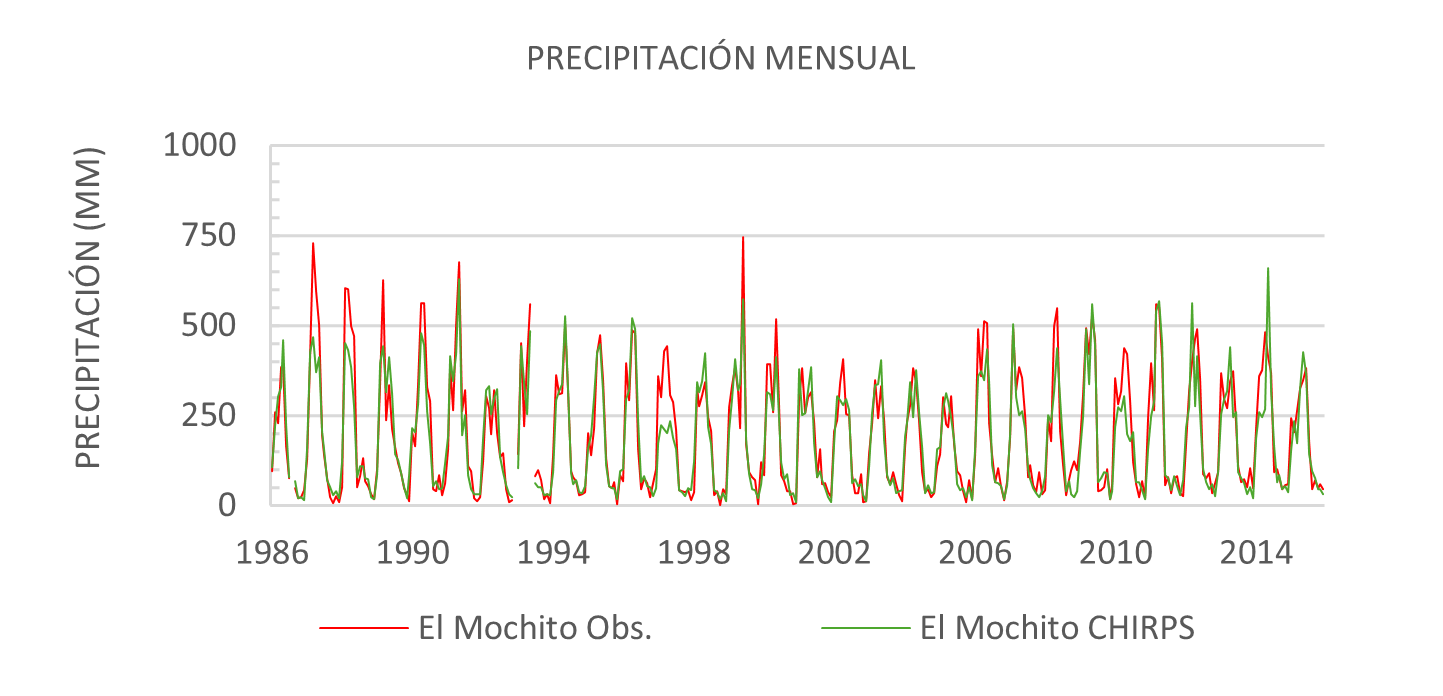 PRECIPITACIÓN MENSUAL
PRECIPITACIÓN (MM)
1000
750
500
250
0
1986 1990 1994 1998 2002 2006 2010 2014
El Mochito Obs. El Mochito CHIRPS